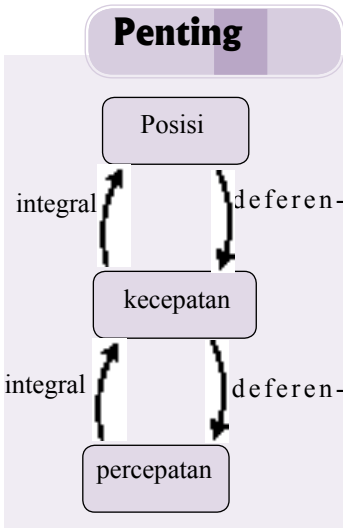 Penting
Posisi
integral
deferen-
kecepatan
integral
deferen-
percepatan